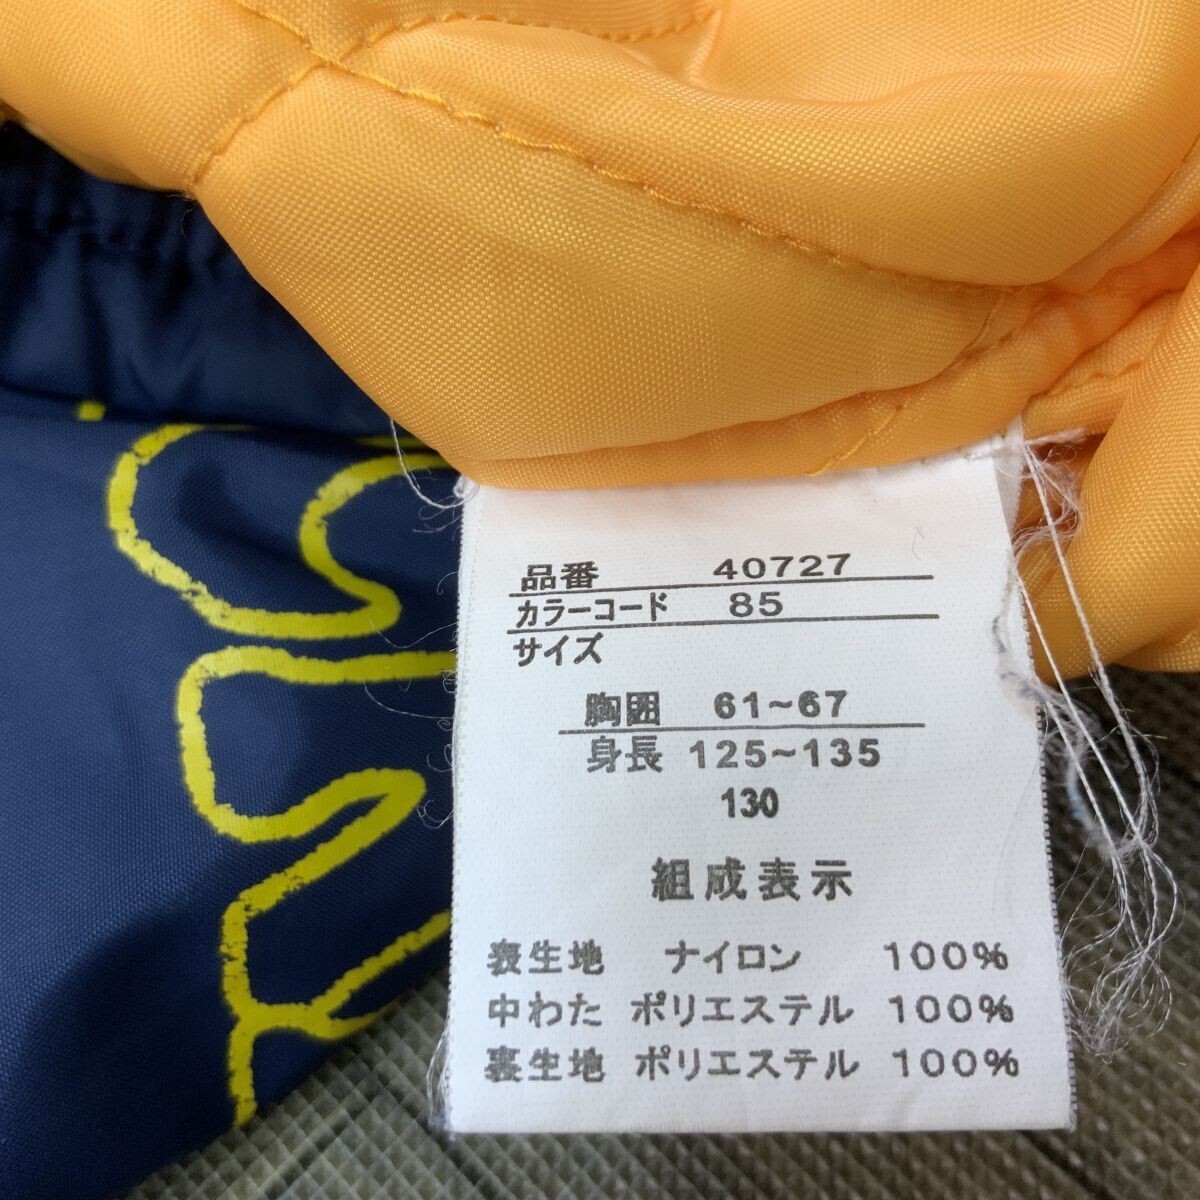 品番 40727
カラーコード 85
サイズ
胸囲 61~67
身長 125~135
130
組成表示
表生地 ナイロン 100%
中わた ポリエステル 100%
裏生地 ポリエステル 100%